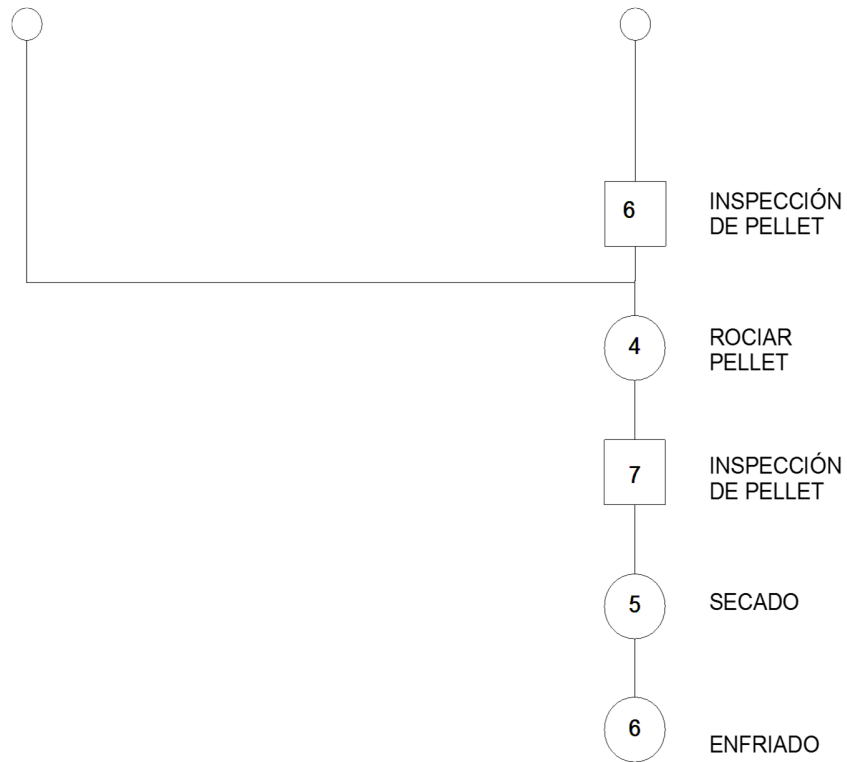 6
INSPECCIÓN
DE PELLET
4
ROCIAR
PELLET
7
INSPECCIÓN
DE PELLET
5
SECADO
6
ENFRIADO